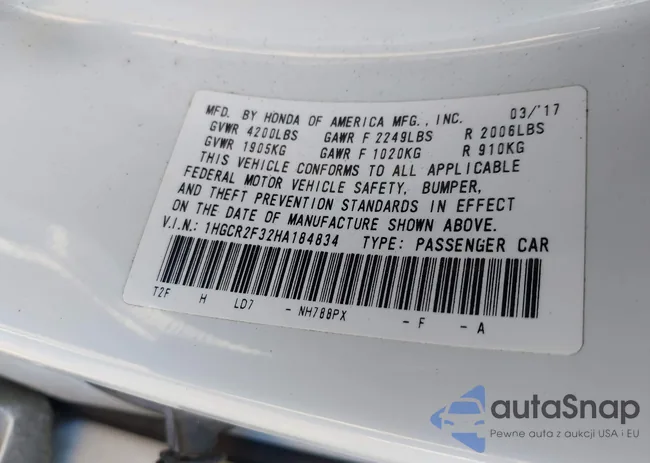 MFD. BY HONDA OF AMERICA MFG., INC. 03/'17
GVWR 4200LBS GAWR F 2249LBS R 2006LBS
GVWR 1905KG GAWR F 1020KG R 910KG
THIS VEHICLE CONFORMS TO ALL APPLICABLE
FEDERAL MOTOR VEHICLE SAFETY, BUMPER,
AND THEFT PREVENTION STANDARDS IN EFFECT
ON THE DATE OF MANUFACTURE SHOWN ABOVE.
V.I.N.: 1HGCR2F32HA184834 TYPE: PASSENGER CAR
T2F H LD7 - NH788PX - F - A
autaSnap
Pewne auta z aukcji USA i EU